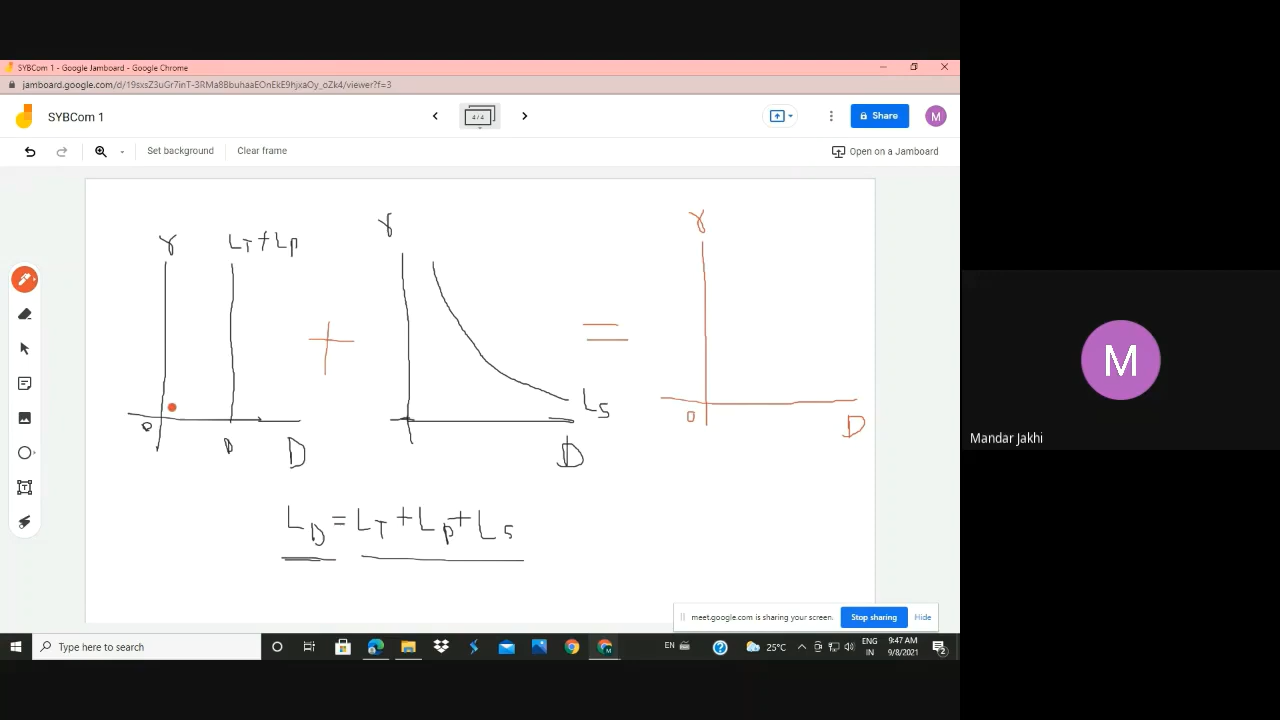 SYBCom 1 - Google Jamboard - Google Chrome
jamboard.google.com/d/19sxsZ3uGr7inT-3RMa8BbuhaaEOnEkE9hjxaOy_oZk4/viewer?f=3
SYBCom 1
4 / 4
Share
M
Set background
Clear frame
Open on a Jamboard
r
LT + LP
r
r
+
=
LS
0
D
D
D
0
D
LD = LT + LP + LS
M
Mandar Jakhi
meet.google.com is sharing your screen.
Stop sharing
Hide
Type here to search
EN
25°C
ENG
IN
9:47 AM
9/8/2021
2